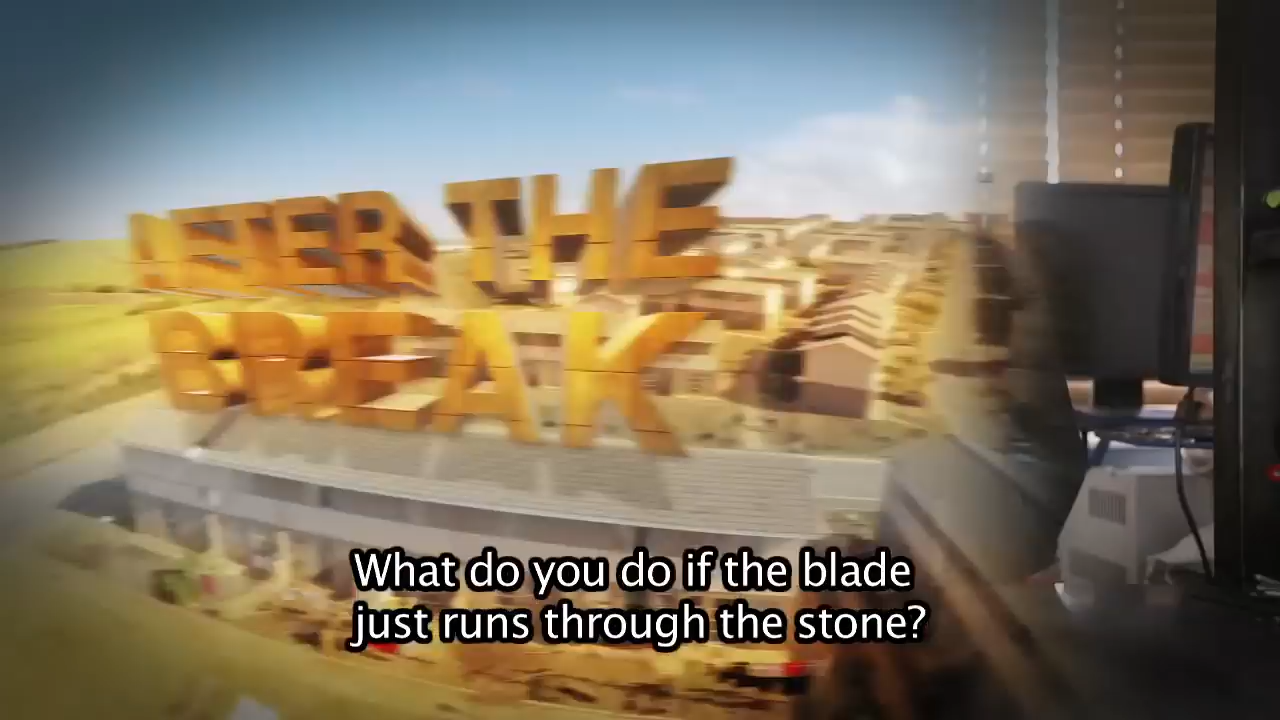 AFTER THE
BREAK
What do you do if the blade
just runs through the stone?